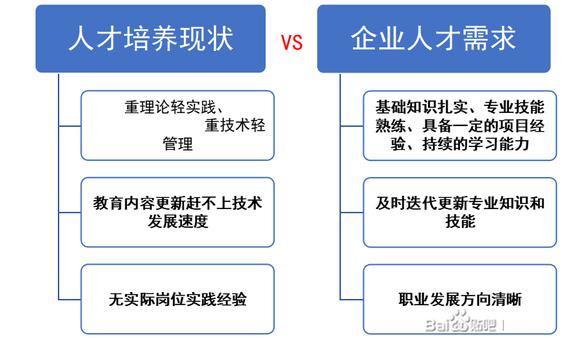 人才培养现状
VS
企业人才需求
重理论轻实践、
重技术轻
管理
基础知识扎实、专业技能
熟练、具备一定的项目经
验、持续的学习能力
教育内容更新赶不上技术
发展速度
及时迭代更新专业知识和
技能
无实际岗位实践经验
职业发展方向清晰
Bai贴吧